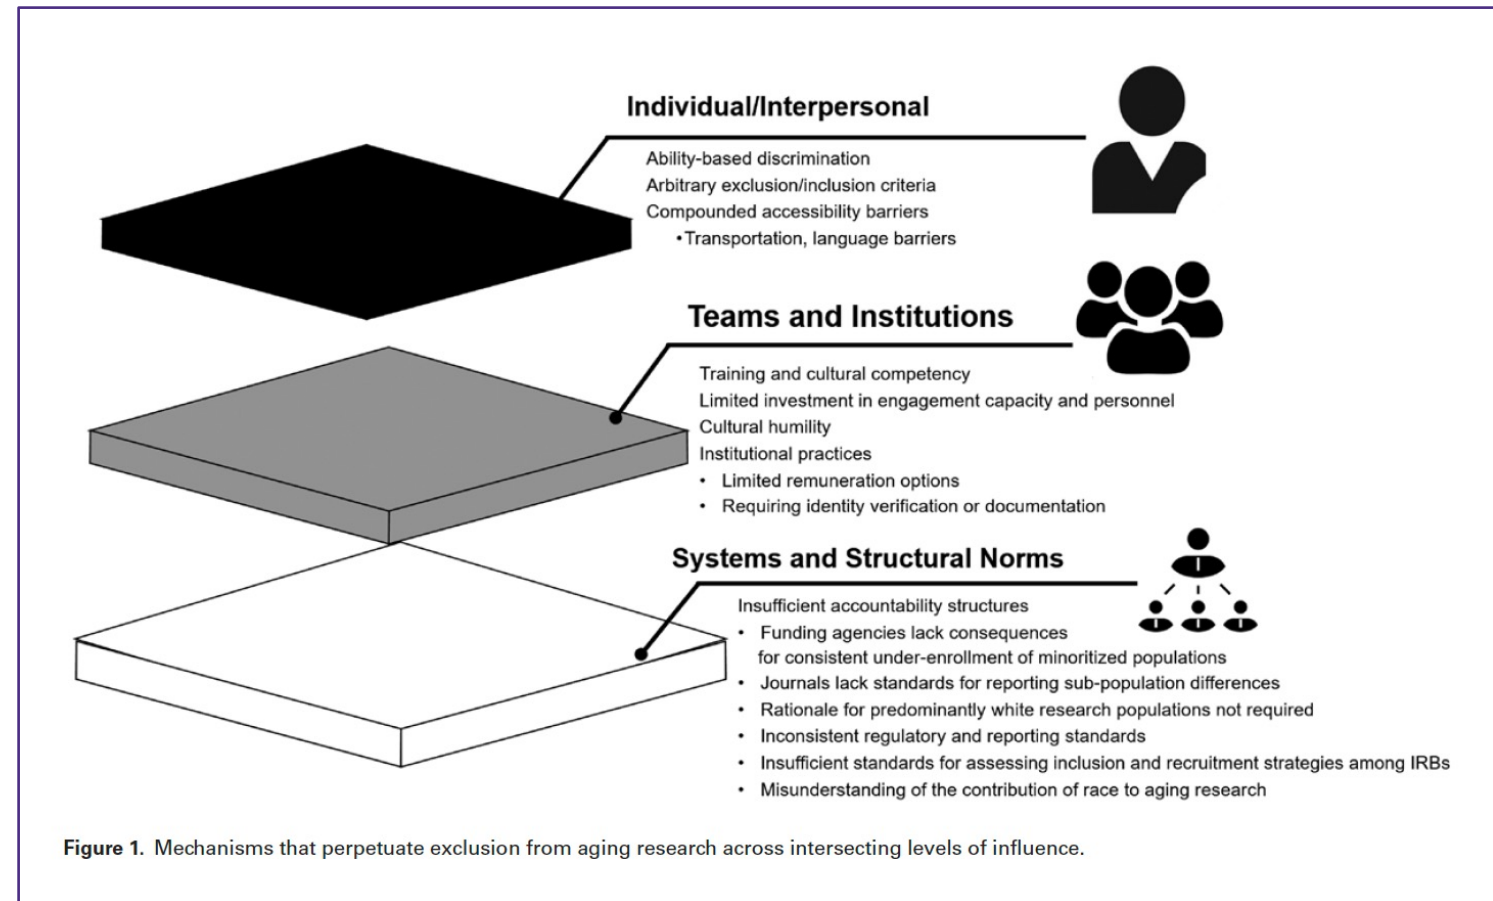 Individual/Interpersonal
Ability-based discrimination
Arbitrary exclusion/inclusion criteria
Compounded accessibility barriers
•Transportation, language barriers
Teams and Institutions
Training and cultural competency
Limited investment in engagement capacity and personnel
Cultural humility
Institutional practices
• Limited remuneration options
• Requiring identity verification or documentation
Systems and Structural Norms
Insufficient accountability structures
• Funding agencies lack consequences
for consistent under-enrollment of minoritized populations
• Journals lack standards for reporting sub-population differences
• Rationale for predominantly white research populations not required
• Inconsistent regulatory and reporting standards
• Insufficient standards for assessing inclusion and recruitment strategies among IRBs
• Misunderstanding of the contribution of race to aging research
Figure 1. Mechanisms that perpetuate exclusion from aging research across intersecting levels of influence.